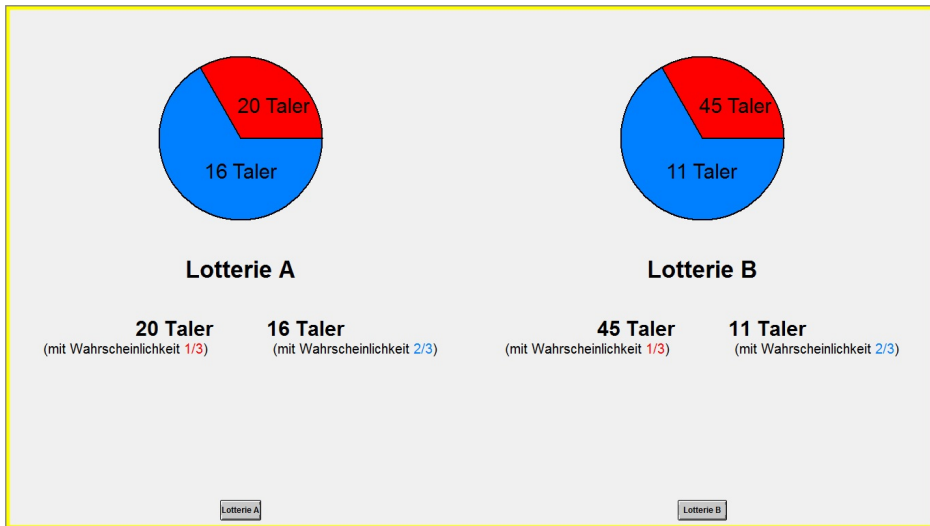 20 Taler
16 Taler
45 Taler
11 Taler
Lotterie A
Lotterie B
20 Taler
(mit Wahrscheinlichkeit 1/3)
16 Taler
(mit Wahrscheinlichkeit 2/3)
45 Taler
(mit Wahrscheinlichkeit 1/3)
11 Taler
(mit Wahrscheinlichkeit 2/3)
Lotterie A
Lotterie B